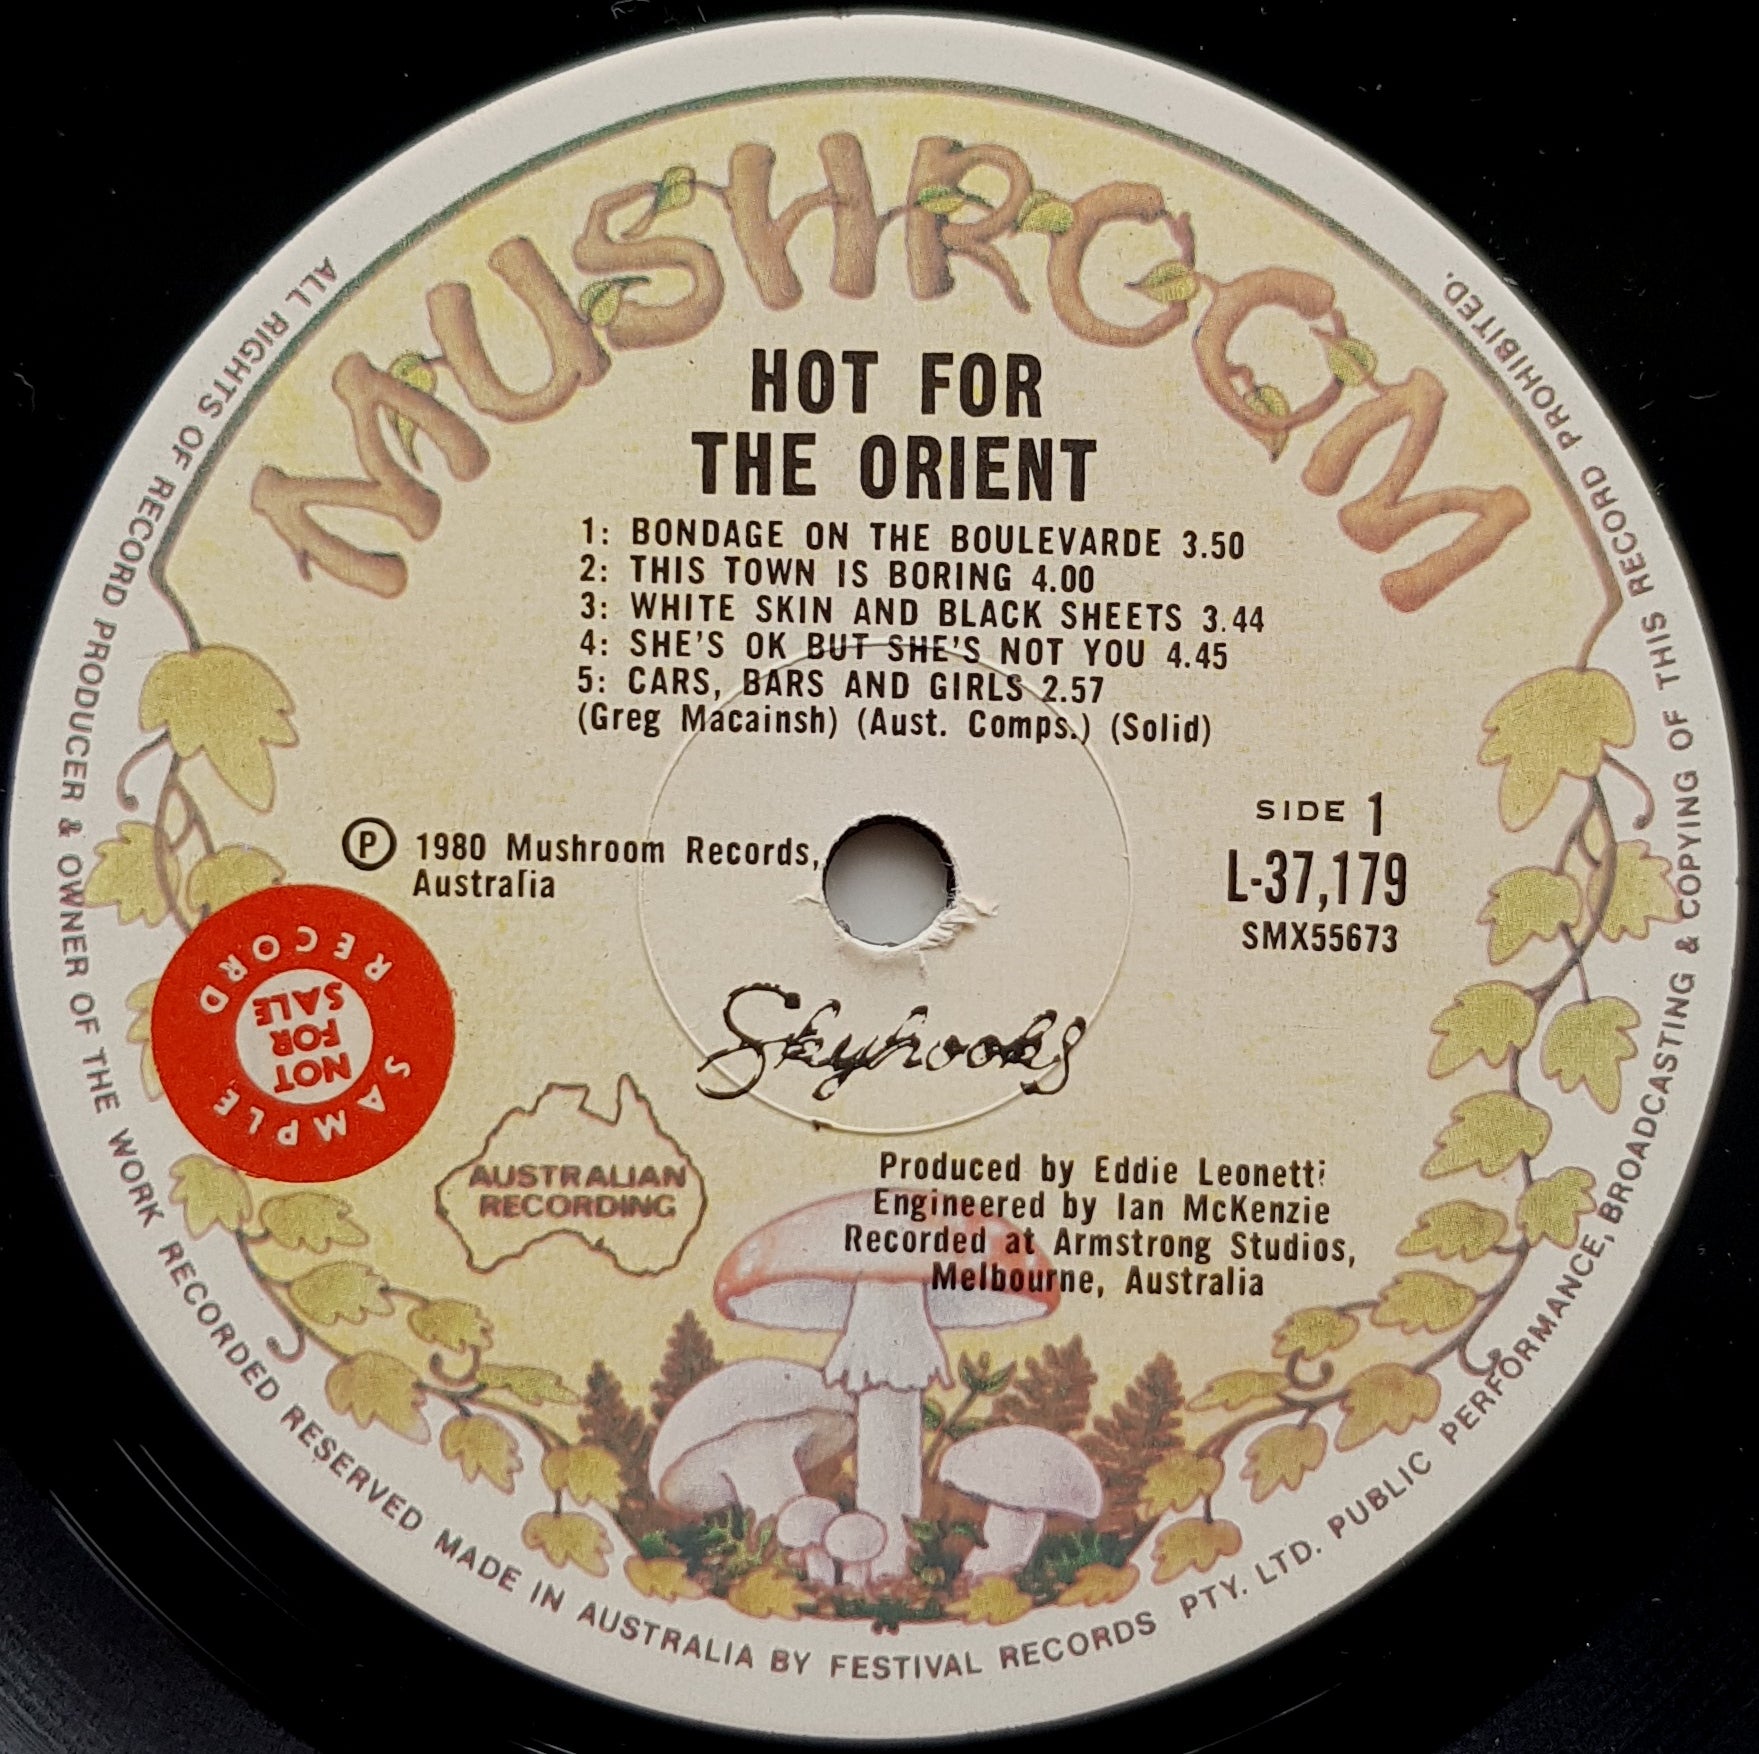 MUSHROOM
HOT FOR
THE ORIENT
1: BONDAGE ON THE BOULEVARDE 3.50
2: THIS TOWN IS BORING 4.00
3: WHITE SKIN AND BLACK SHEETS 3.44
4: SHE'S OK BUT SHE'S NOT YOU 4.45
5: CARS, BARS AND GIRLS 2.57
(Greg Macainsh) (Aust. Comps.) (Solid)
Ⓟ 1980 Mushroom Records,
Australia
SIDE 1
L-37,179
SMX55673
SAMPLE RECORD
NOT
FOR
SALE
Skyhooks
AUSTRALIAN
RECORDING
Produced by Eddie Leonetti
Engineered by Ian McKenzie
Recorded at Armstrong Studios,
Melbourne, Australia
ALL RIGHTS OF RECORD PRODUCER & OWNER OF THE WORK RECORDED RESERVED MADE IN AUSTRALIA BY FESTIVAL RECORDS PTY. LTD. PUBLIC PERFORMANCE, BROADCASTING & COPYING OF THIS RECORD PROHIBITED.